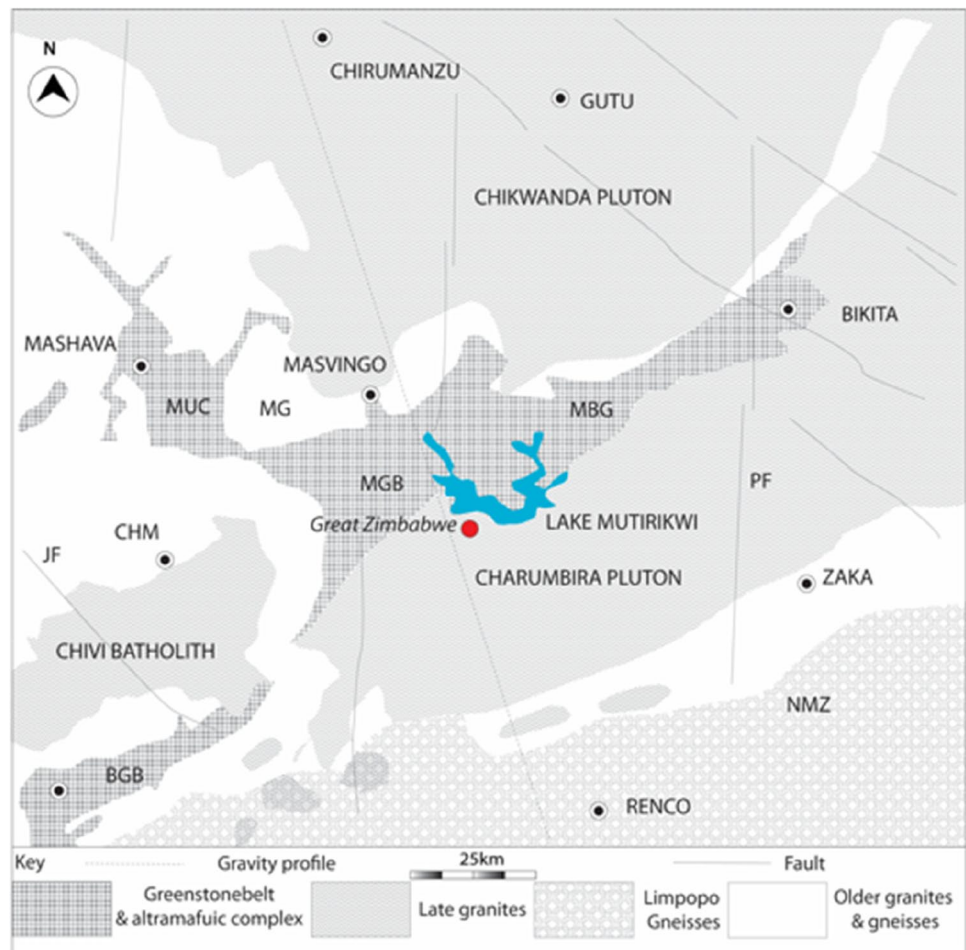 N
CHIRUMANZU
GUTU
CHIKWANDA PLUTON
BIKITA
MASHAVA
MASVINGO
MUC
MG
MBG
MGB
PF
Great Zimbabwe
LAKE MUTIRIKWI
CHM
JF
CHARUMBIRA PLUTON
ZAKA
CHIVI BATHOLITH
NMZ
BGB
RENCO
Key
Gravity profile
25km
Fault
Greenstonebelt
& altramafuic complex
Late granites
Limpopo
Gneisses
Older granites
& gneisses